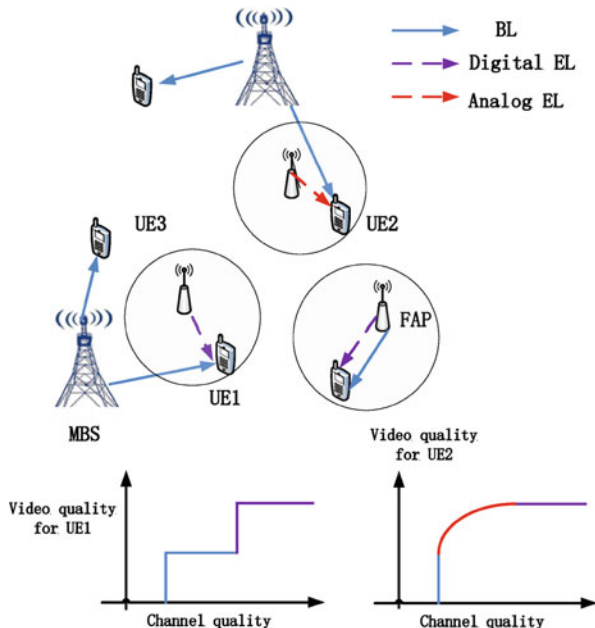 BL
Digital EL
Analog EL
UE2
UE3
FAP
UE1
MBS
Video quality
for UE2
Video quality
for UE1
Channel quality
Channel quality